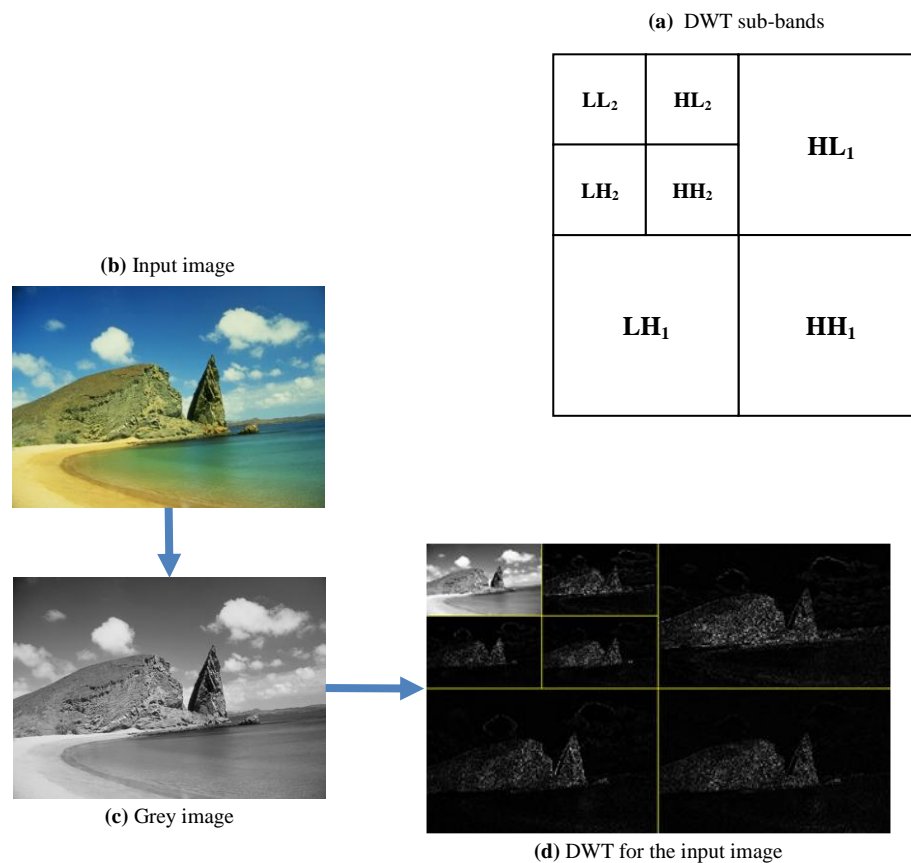 (a) DWT sub-bands
LL₂ HL₂
HL₁
LH₂ HH₂
(b) Input image
LH₁ HH₁
(c) Grey image
(d) DWT for the input image